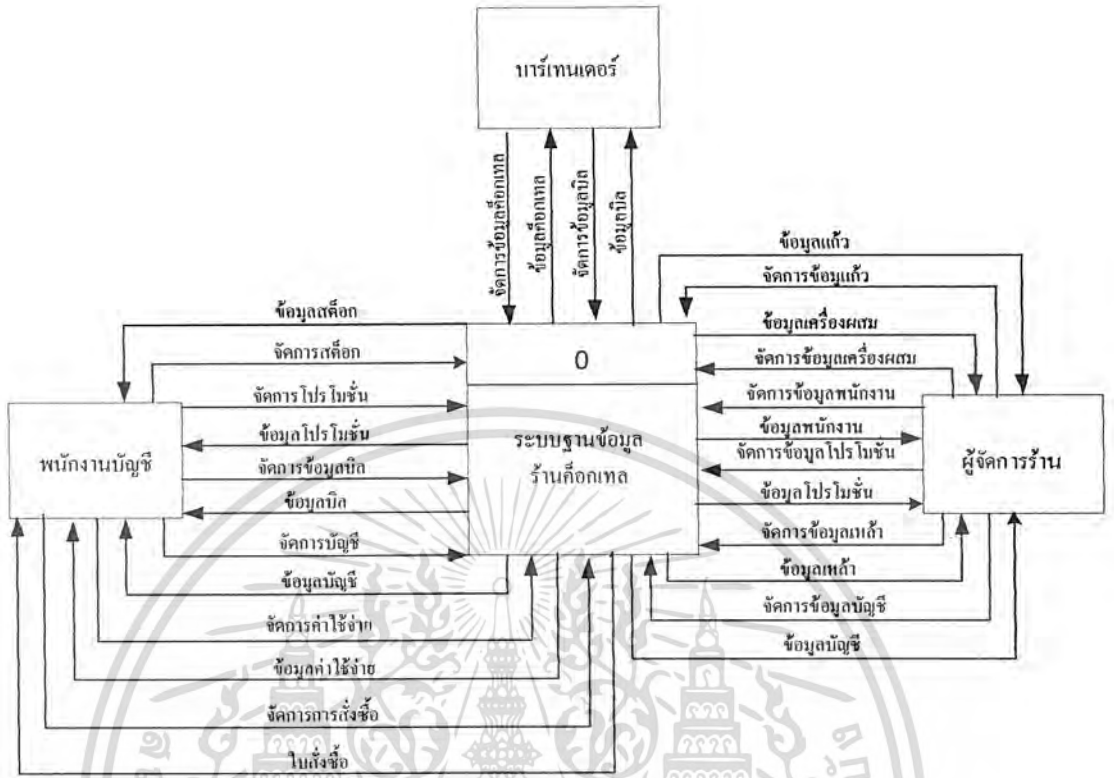 บาร์เทนเดอร์
จัดการข้อมูลค็อกเทล
ข้อมูลค็อกเทล
จัดการข้อมูลบิล
ข้อมูลบิล
ข้อมูลแก้ว
จัดการข้อมูแก้ว
ข้อมูลสต็อก
จัดการสต็อก
ข้อมูลเครื่องผสม
จัดการข้อมูลเครื่องผสม
0
จัดการโปรโมชั่น
ข้อมูลโปรโมชั่น
จัดการข้อมูลบิล
ข้อมูลบิล
จัดการบัญชี
ข้อมูลบัญชี
จัดการค่าใช้จ่าย
ข้อมูลค่าใช้จ่าย
จัดการการสั่งซื้อ
ใบสั่งซื้อ
พนักงานบัญชี
ระบบฐานข้อมูล
ร้านค็อกเทล
จัดการข้อมูลพนักงาน
ข้อมูลพนักงาน
จัดการข้อมูลโปรโมชั่น
ข้อมูลโปรโมชั่น
จัดการข้อมูลเหล้า
ข้อมูลเหล้า
จัดการข้อมูลบัญชี
ข้อมูลบัญชี
ผู้จัดการร้าน